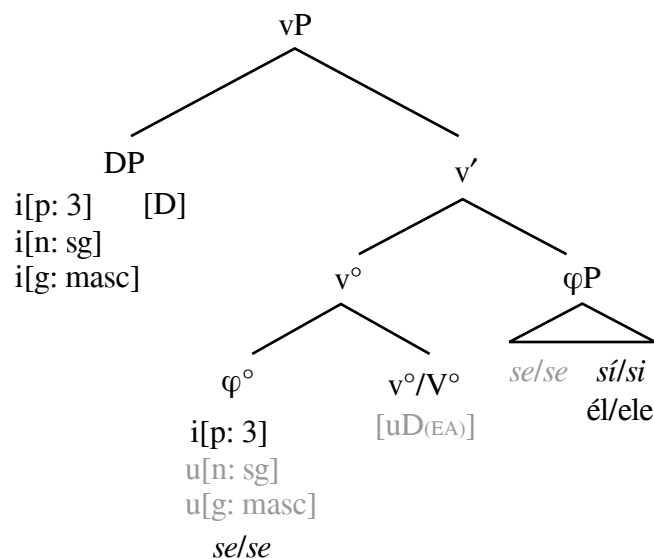 vP
DP v′
i[p: 3] [D]
i[n: sg]
i[g: masc]
v° φP
φ° v°/V° se/se sí/si
él/ele
i[p: 3] [uD(EA)]
u[n: sg]
u[g: masc]
se/se